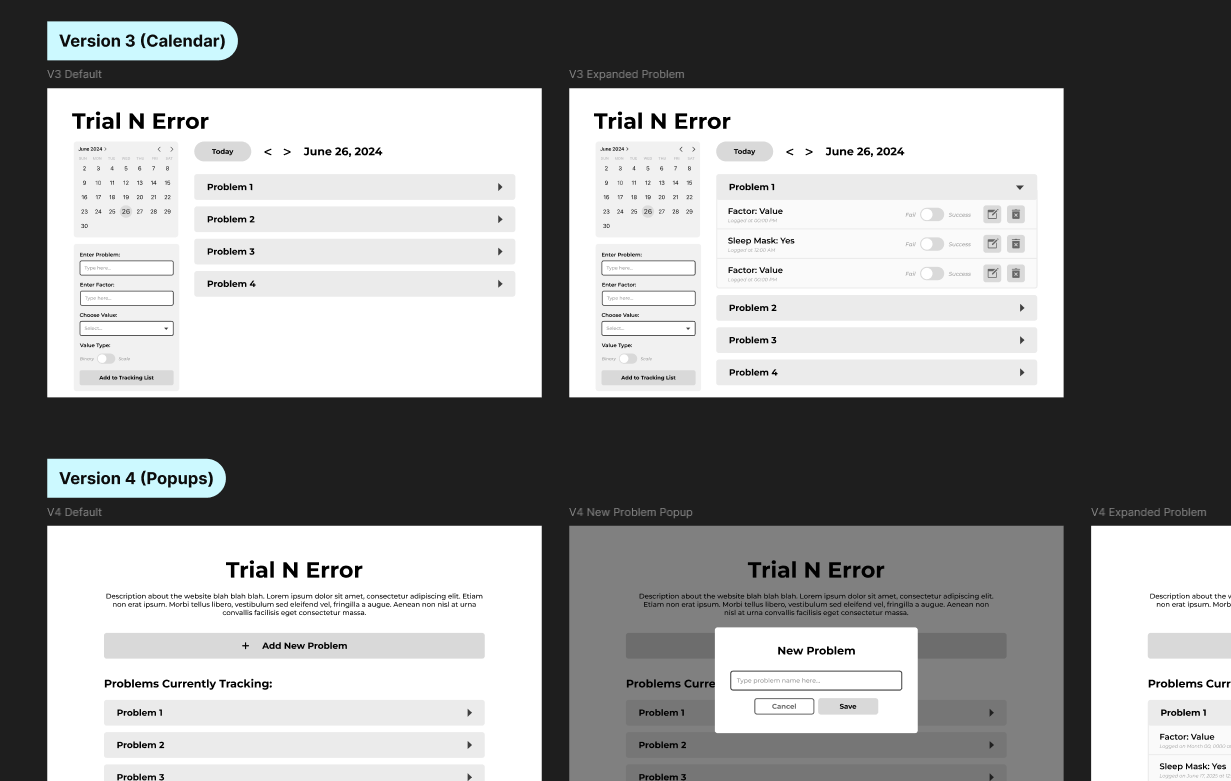 Version 3 (Calendar)
V3 Default
Trial N Error
June 2024 >
< >
SUN MON TUE WED THU FRI SAT
2 3 4 5 6 7 8
9 10 11 12 13 14 15
16 17 18 19 20 21 22
23 24 25 26 27 28 29
30
Enter Problem:
Type here...
Enter Factor:
Type here...
Choose Value:
Select...
Value Type:
Binary Scale
Add to Tracking List
Today < > June 26, 2024
Problem 1
Problem 2
Problem 3
Problem 4
V3 Expanded Problem
Trial N Error
June 2024 >
< >
SUN MON TUE WED THU FRI SAT
2 3 4 5 6 7 8
9 10 11 12 13 14 15
16 17 18 19 20 21 22
23 24 25 26 27 28 29
30
Enter Problem:
Type here...
Enter Factor:
Type here...
Choose Value:
Select...
Value Type:
Binary Scale
Add to Tracking List
Today < > June 26, 2024
Problem 1
Factor: Value
Logged at 00:00 PM
Fail Success
Sleep Mask: Yes
Logged at 12:00 AM
Fail Success
Factor: Value
Logged at 00:00 PM
Fail Success
Problem 2
Problem 3
Problem 4
Version 4 (Popups)
V4 Default
Trial N Error
Description about the website blah blah blah. Lorem ipsum dolor sit amet, consectetur adipiscing elit. Etiam
non erat ipsum. Morbi tellus libero, vestibulum sed eleifend vel, fringilla a augue. Aenean non nisl at urna
convallis facilisis eget consectetur massa.
+ Add New Problem
Problems Currently Tracking:
Problem 1
Problem 2
Problem 3
V4 New Problem Popup
Trial N Error
Description about the website blah blah blah. Lorem ipsum dolor sit amet, consectetur adipiscing elit.
Etiam non erat ipsum. Morbi tellus libero, vestibulum sed eleifend vel, fringilla a augue. Aenean non nisl
at urna convallis facilisis eget consectetur massa.
Problems Curre
Problem 1
Problem 2
Problem 3
New Problem
Type problem name here...
Cancel Save
V4 Expanded Problem
Description about the w
non erat ipsum. Morb
Problems Curr
Problem 1
Factor: Value
Logged on Month 00, 0000
Sleep Mask: Yes